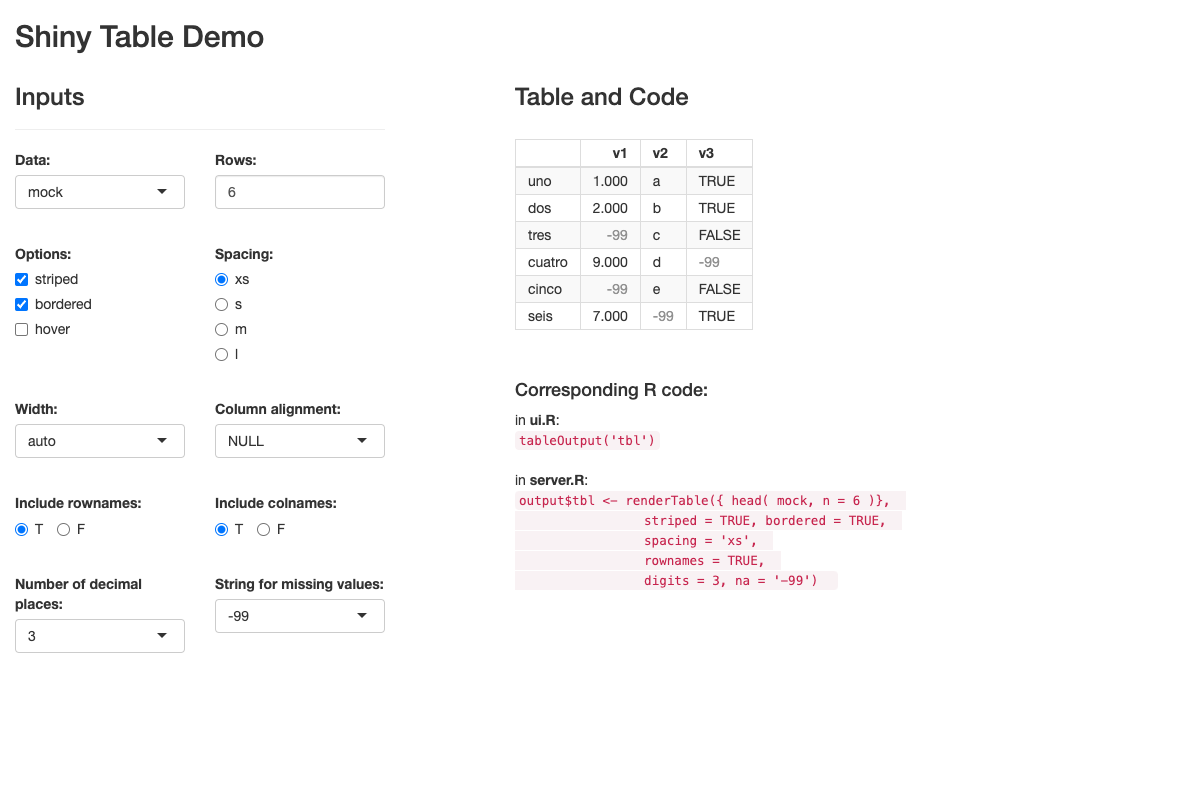 Shiny Table Demo
Inputs
Data:
mock
Rows:
6
Options:
striped
bordered
hover
Spacing:
xs
s
m
l
Width:
auto
Column alignment:
NULL
Include rownames:
T F
Include colnames:
T F
Number of decimal
places:
3
String for missing values:
-99
Table and Code
v1 v2 v3
uno 1.000 a TRUE
dos 2.000 b TRUE
tres -99 c FALSE
cuatro 9.000 d -99
cinco -99 e FALSE
seis 7.000 -99 TRUE
Corresponding R code:
in ui.R:
tableOutput('tbl')
in server.R:
output$tbl <- renderTable({ head( mock, n = 6 )},
striped = TRUE, bordered = TRUE,
spacing = 'xs',
rownames = TRUE,
digits = 3, na = '-99')